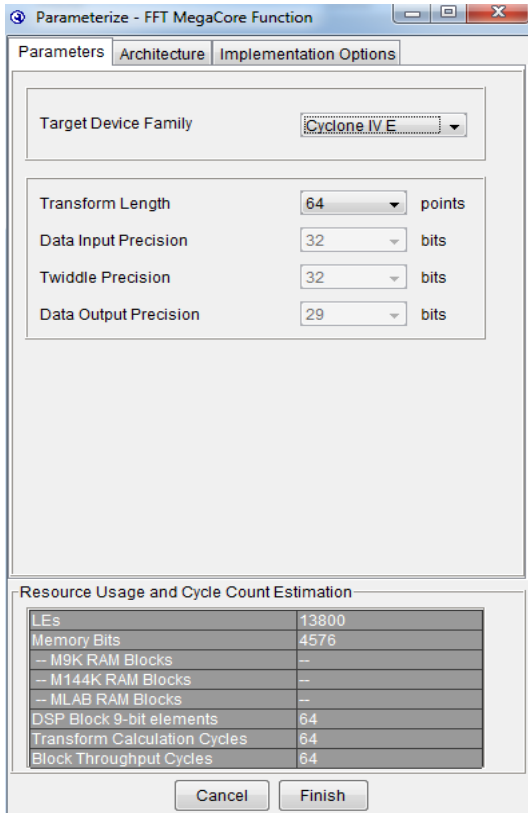 Parameterize - FFT MegaCore Function
Parameters Architecture Implementation Options
Target Device Family Cyclone IV E
Transform Length 64 points
Data Input Precision 32 bits
Twiddle Precision 32 bits
Data Output Precision 29 bits
Resource Usage and Cycle Count Estimation
LEs 13800
Memory Bits 4576
-- M9K RAM Blocks --
-- M144K RAM Blocks --
-- MLAB RAM Blocks --
DSP Block 9-bit elements 64
Transform Calculation Cycles 64
Block Throughput Cycles 64
Cancel Finish